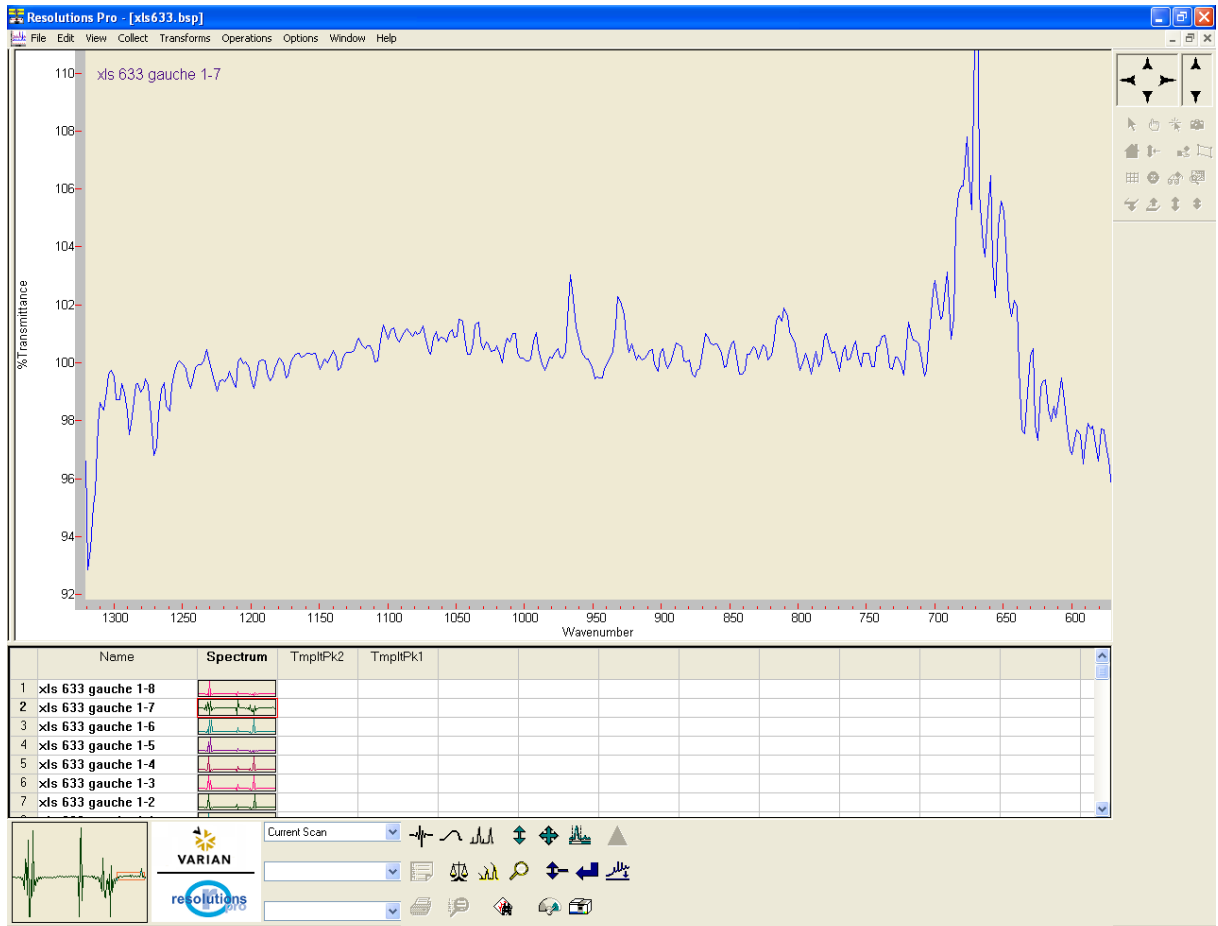 Resolutions Pro - [xls633.bsp]
File Edit View Collect Transforms Operations Options Window Help
xls 633 gauche 1-7
110
108
106
104
102
100
98
96
94
92
%Transmittance
1300 1250 1200 1150 1100 1050 1000 950 900 850 800 750 700 650 600
Wavenumber
Name Spectrum TmpltPk2 TmpltPk1
1 xls 633 gauche 1-8
2 xls 633 gauche 1-7
3 xls 633 gauche 1-6
4 xls 633 gauche 1-5
5 xls 633 gauche 1-4
6 xls 633 gauche 1-3
7 xls 633 gauche 1-2
Current Scan
VARIAN
resolutions
pro